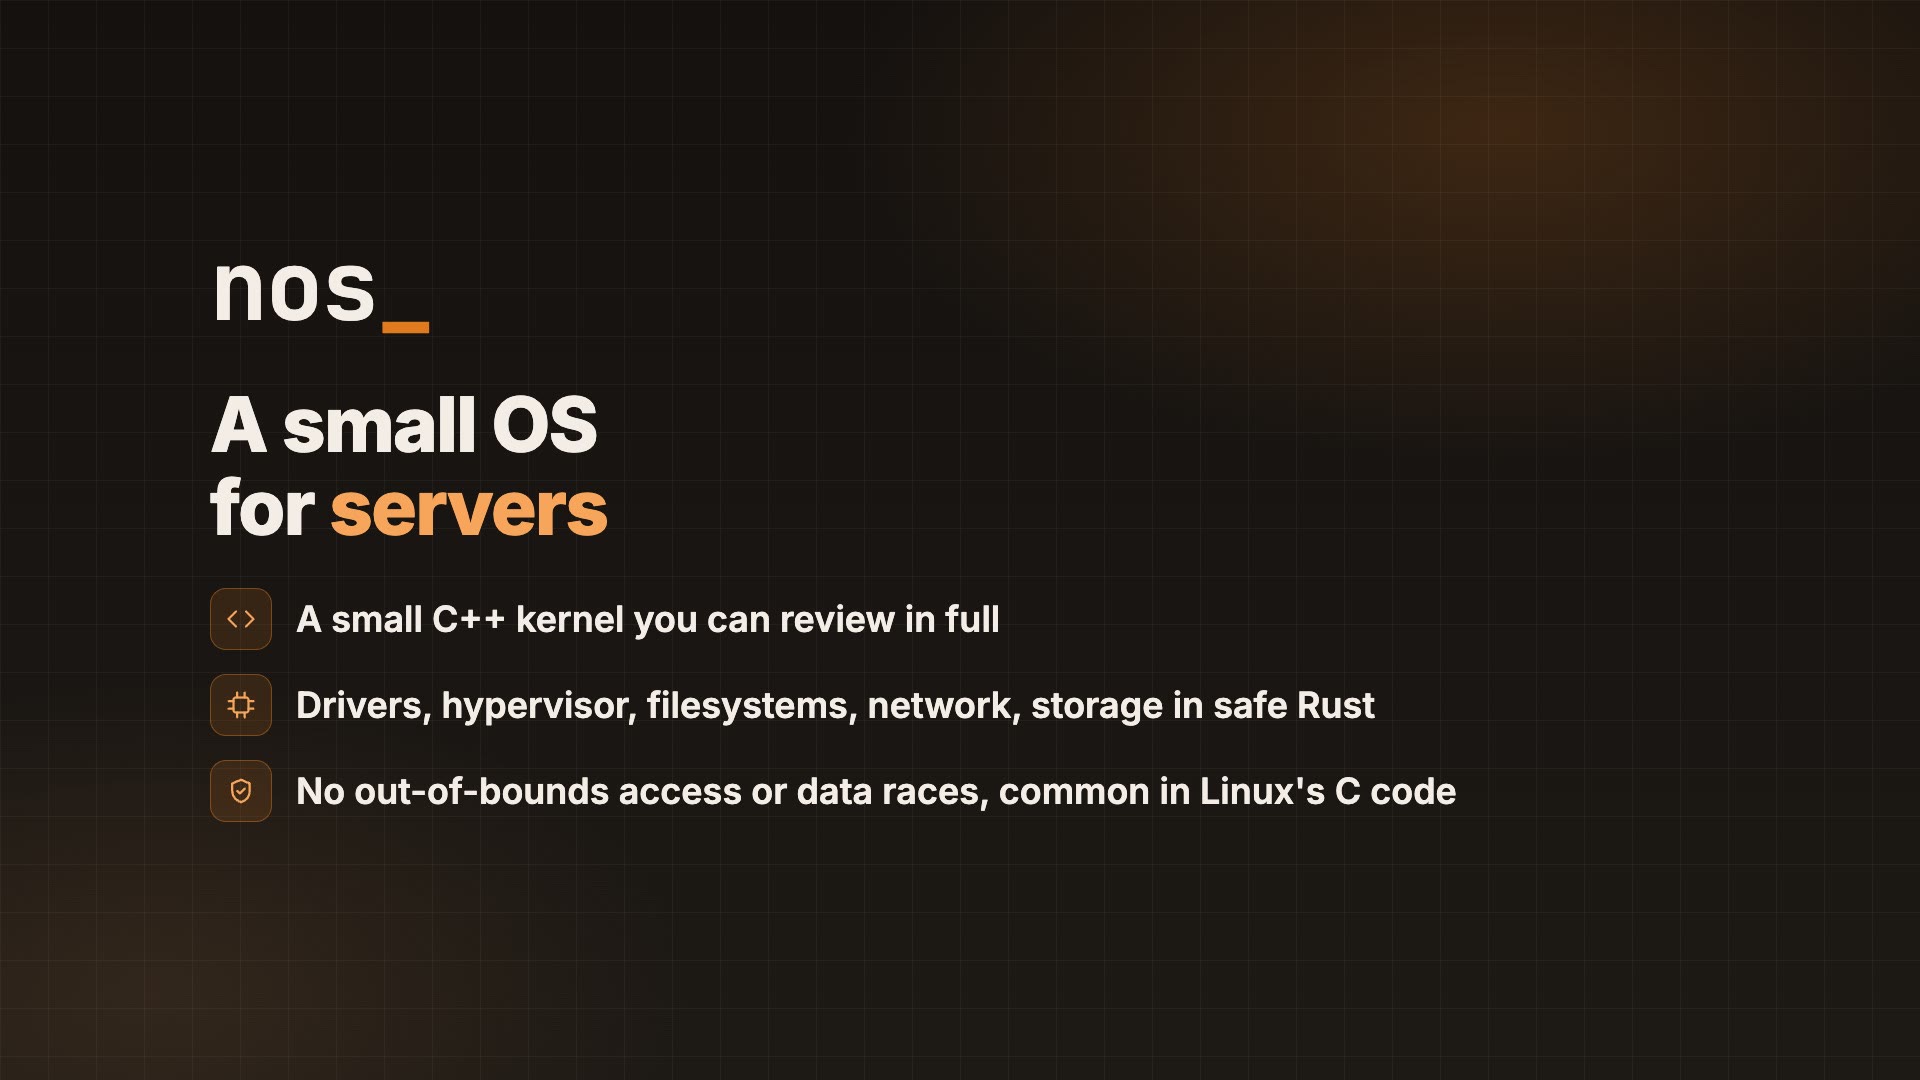 nos_
A small OS
for servers
A small C++ kernel you can review in full
Drivers, hypervisor, filesystems, network, storage in safe Rust
No out-of-bounds access or data races, common in Linux's C code